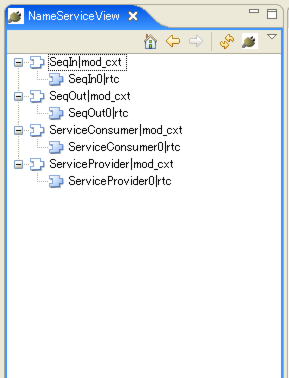 NameServiceView
SeqIn|mod_cxt
SeqIn0|rtc
SeqOut|mod_cxt
SeqOut0|rtc
ServiceConsumer|mod_cxt
ServiceConsumer0|rtc
ServiceProvider|mod_cxt
ServiceProvider0|rtc